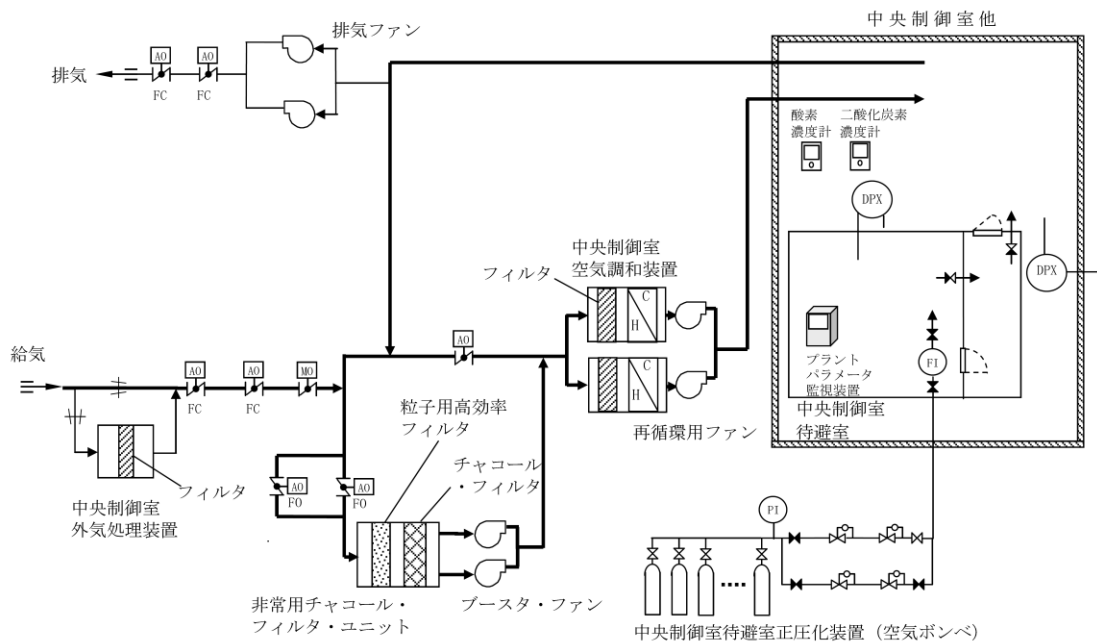 中央制御室他
排気ファン
AO
AO
排気
FC
FC
酸素
濃度計
二酸化炭素
濃度計
DPX
DPX
中央制御室
空気調和装置
フィルタ
C
H
C
H
再循環用ファン
プラント
パラメータ
監視装置
中央制御室
待避室
FI
給気
AO
AO
MO
FC
FC
AO
粒子用高効率
フィルタ
チャコール
・フィルタ
フィルタ
中央制御室
外気処理装置
AO
FO
AO
FO
非常用チャコール・
フィルタ・ユニット
ブースタ・ファン
PI
中央制御室待避室正圧化装置（空気ボンベ）